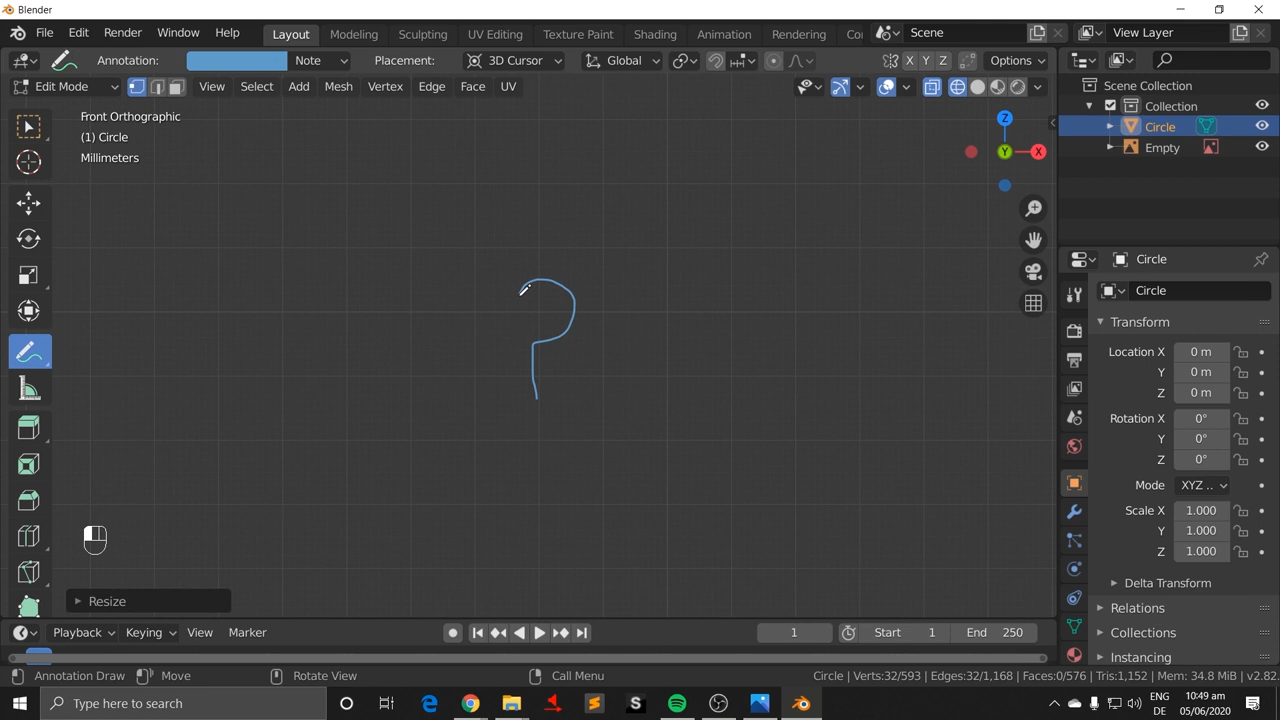 Blender
File Edit Render Window Help Layout Modeling Sculpting UV Editing Texture Paint Shading Animation Rendering Co Scene View Layer
Annotation: Note Placement: 3D Cursor Global X Y Z Options
Edit Mode View Select Add Mesh Vertex Edge Face UV
Scene Collection
Collection
Circle
Empty
Front Orthographic
(1) Circle
Millimeters
Z
Y
X
Circle
Circle
Transform
Location X 0 m
Y 0 m
Z 0 m
Rotation X 0°
Y 0°
Z 0°
Mode XYZ ..
Scale X 1.000
Y 1.000
Z 1.000
Delta Transform
Relations
Collections
Instancing
Resize
Playback Keying View Marker 1 Start 1 End 250
Annotation Draw Move Rotate View Call Menu Circle | Verts:32/593 | Edges:32/1,168 | Faces:0/576 | Tris:1,152 | Mem: 34.8 MiB | v2.82.
Type here to search
S
ENG
DE
10:49 am
05/06/2020